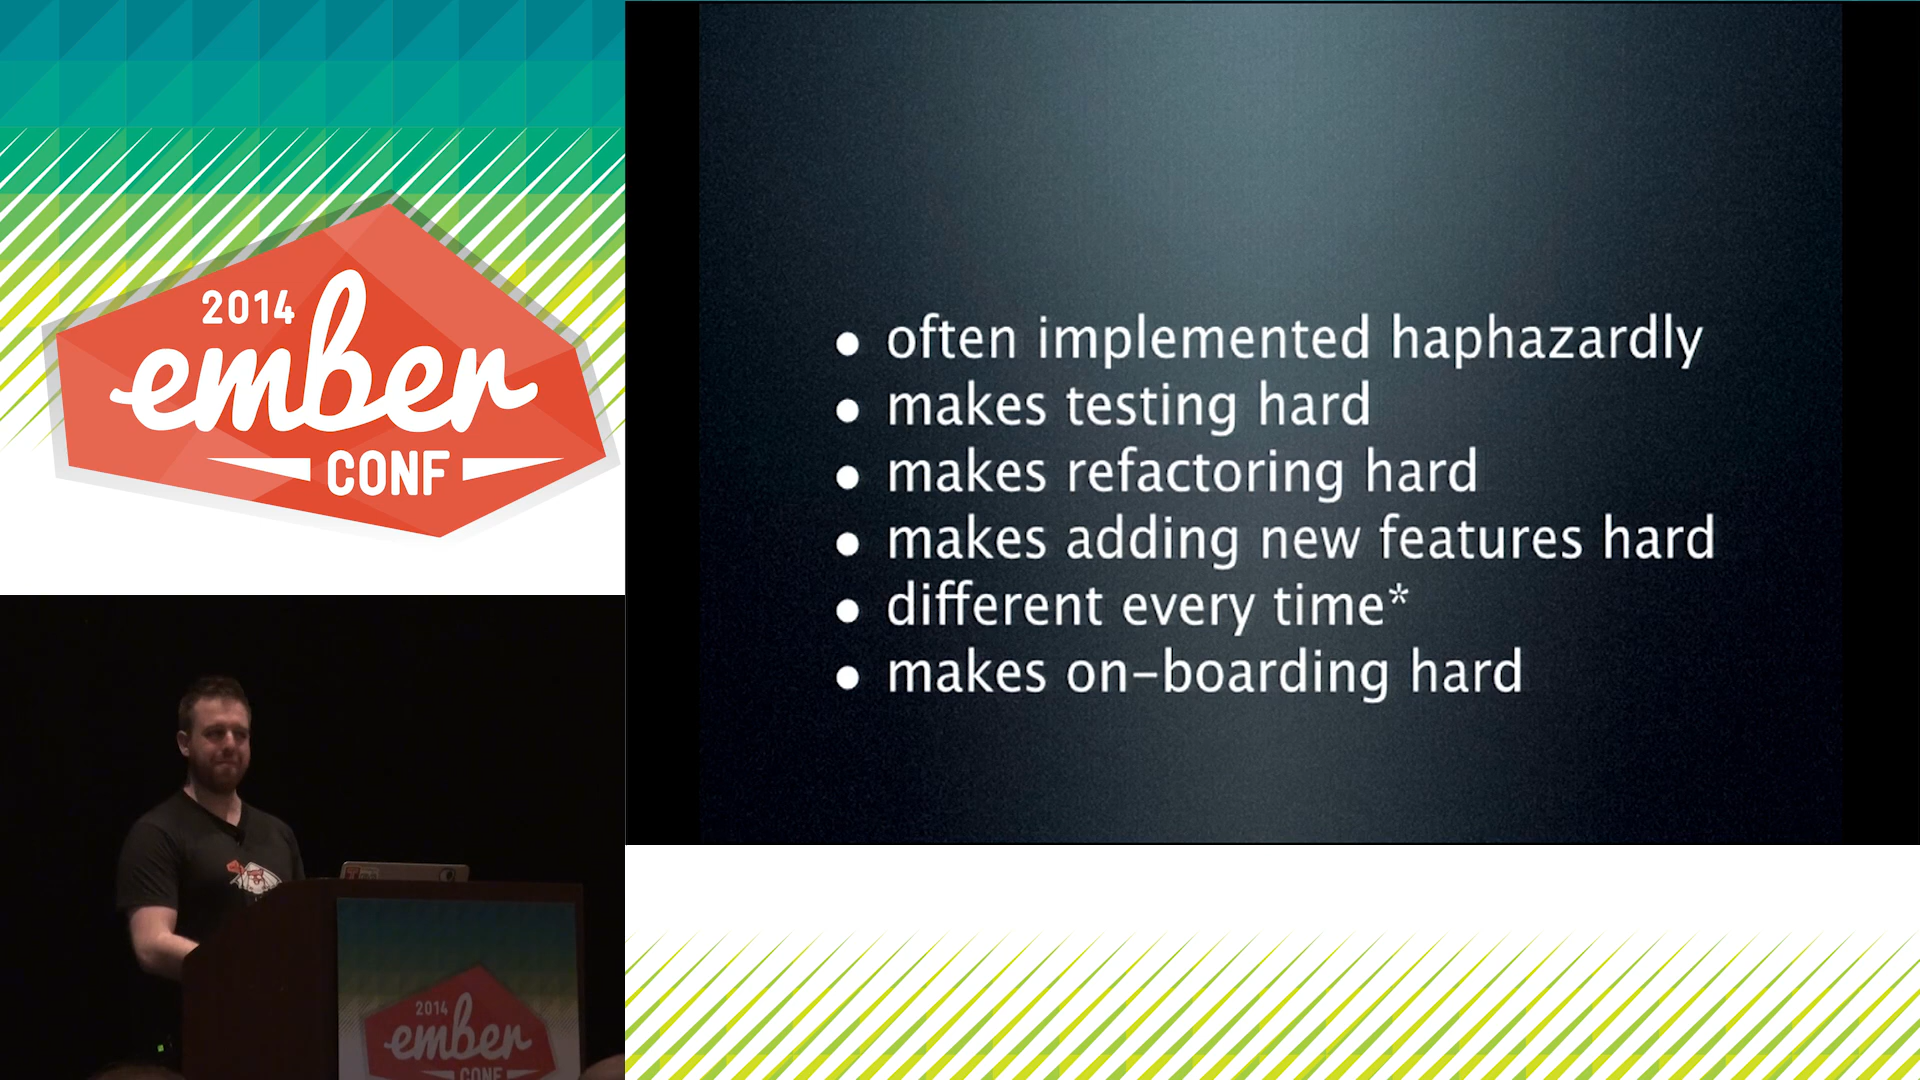 2014
ember
CONF
• often implemented haphazardly
• makes testing hard
• makes refactoring hard
• makes adding new features hard
• different every time*
• makes on-boarding hard
2014
ember
CONF